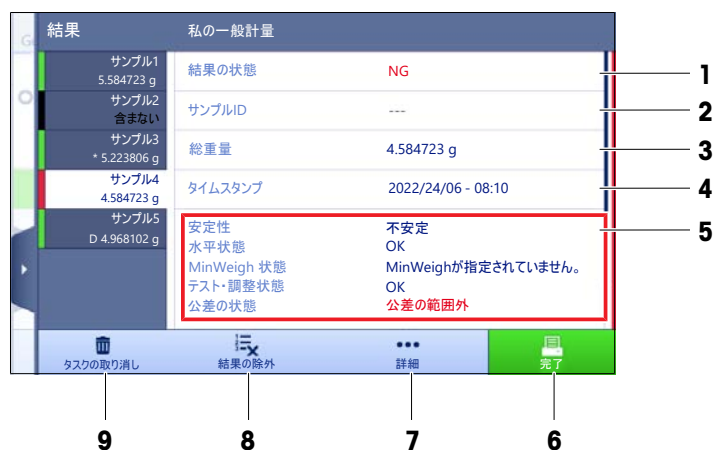 結果
私の一般計量
サンプル1
5.584723 g
サンプル2
含まない
サンプル3
* 5.223806 g
サンプル4
4.584723 g
サンプル5
D 4.968102 g
結果の状態 NG
サンプルID ---
総重量 4.584723 g
タイムスタンプ 2022/24/06 - 08:10
安定性 不安定
水平状態 OK
MinWeigh 状態 MinWeighが指定されていません。
テスト・調整状態 OK
公差の状態 公差の範囲外
タスクの取り消し
結果の除外
詳細
完了
1
2
3
4
5
9
8
7
6